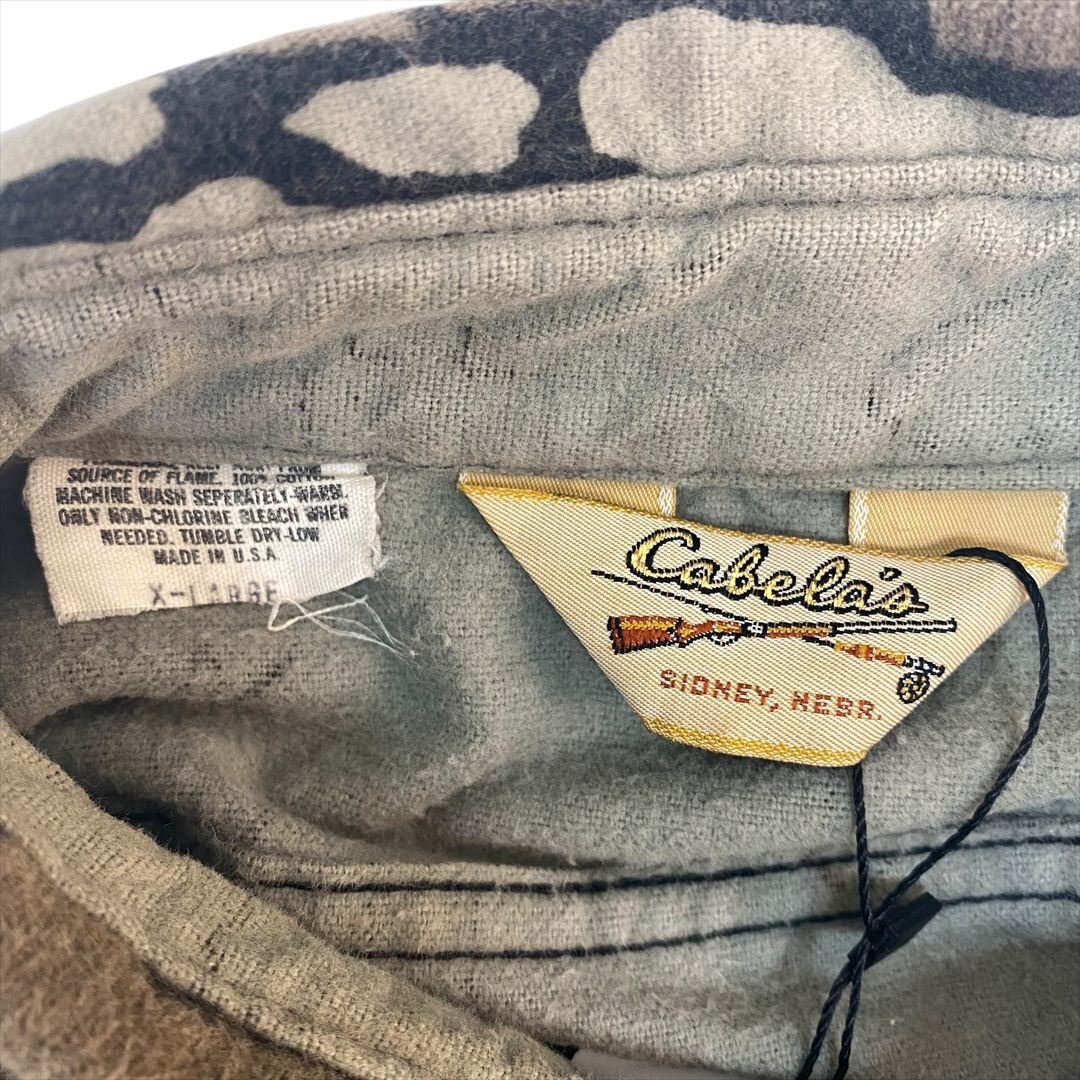 SOURCE OF FLAME. 100% COTTON.
MACHINE WASH SEPERATELY-WARM.
ONLY NON-CHLORINE BLEACH WHEN
NEEDED. TUMBLE DRY-LOW
MADE IN U.S.A
X-LARGE
Cabela's
SIDNEY, NEBR.